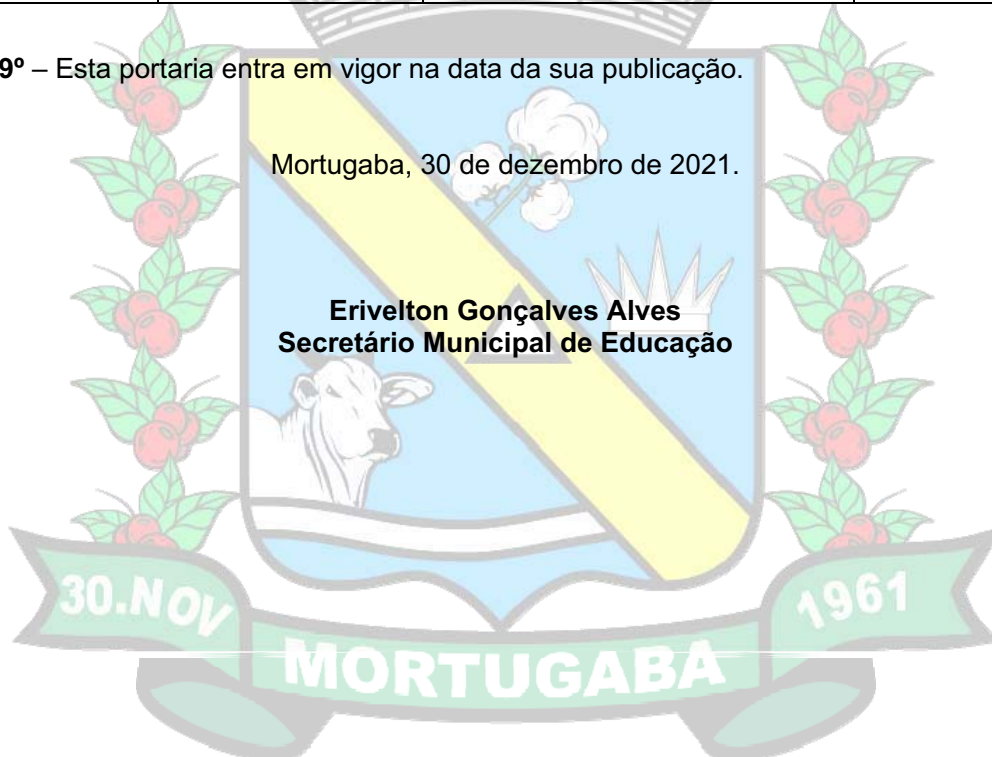 9º – Esta portaria entra em vigor na data da sua publicação.
Mortugaba, 30 de dezembro de 2021.
Erivelton Gonçalves Alves
Secretário Municipal de Educação
30.NOV
1961
MORTUGABA